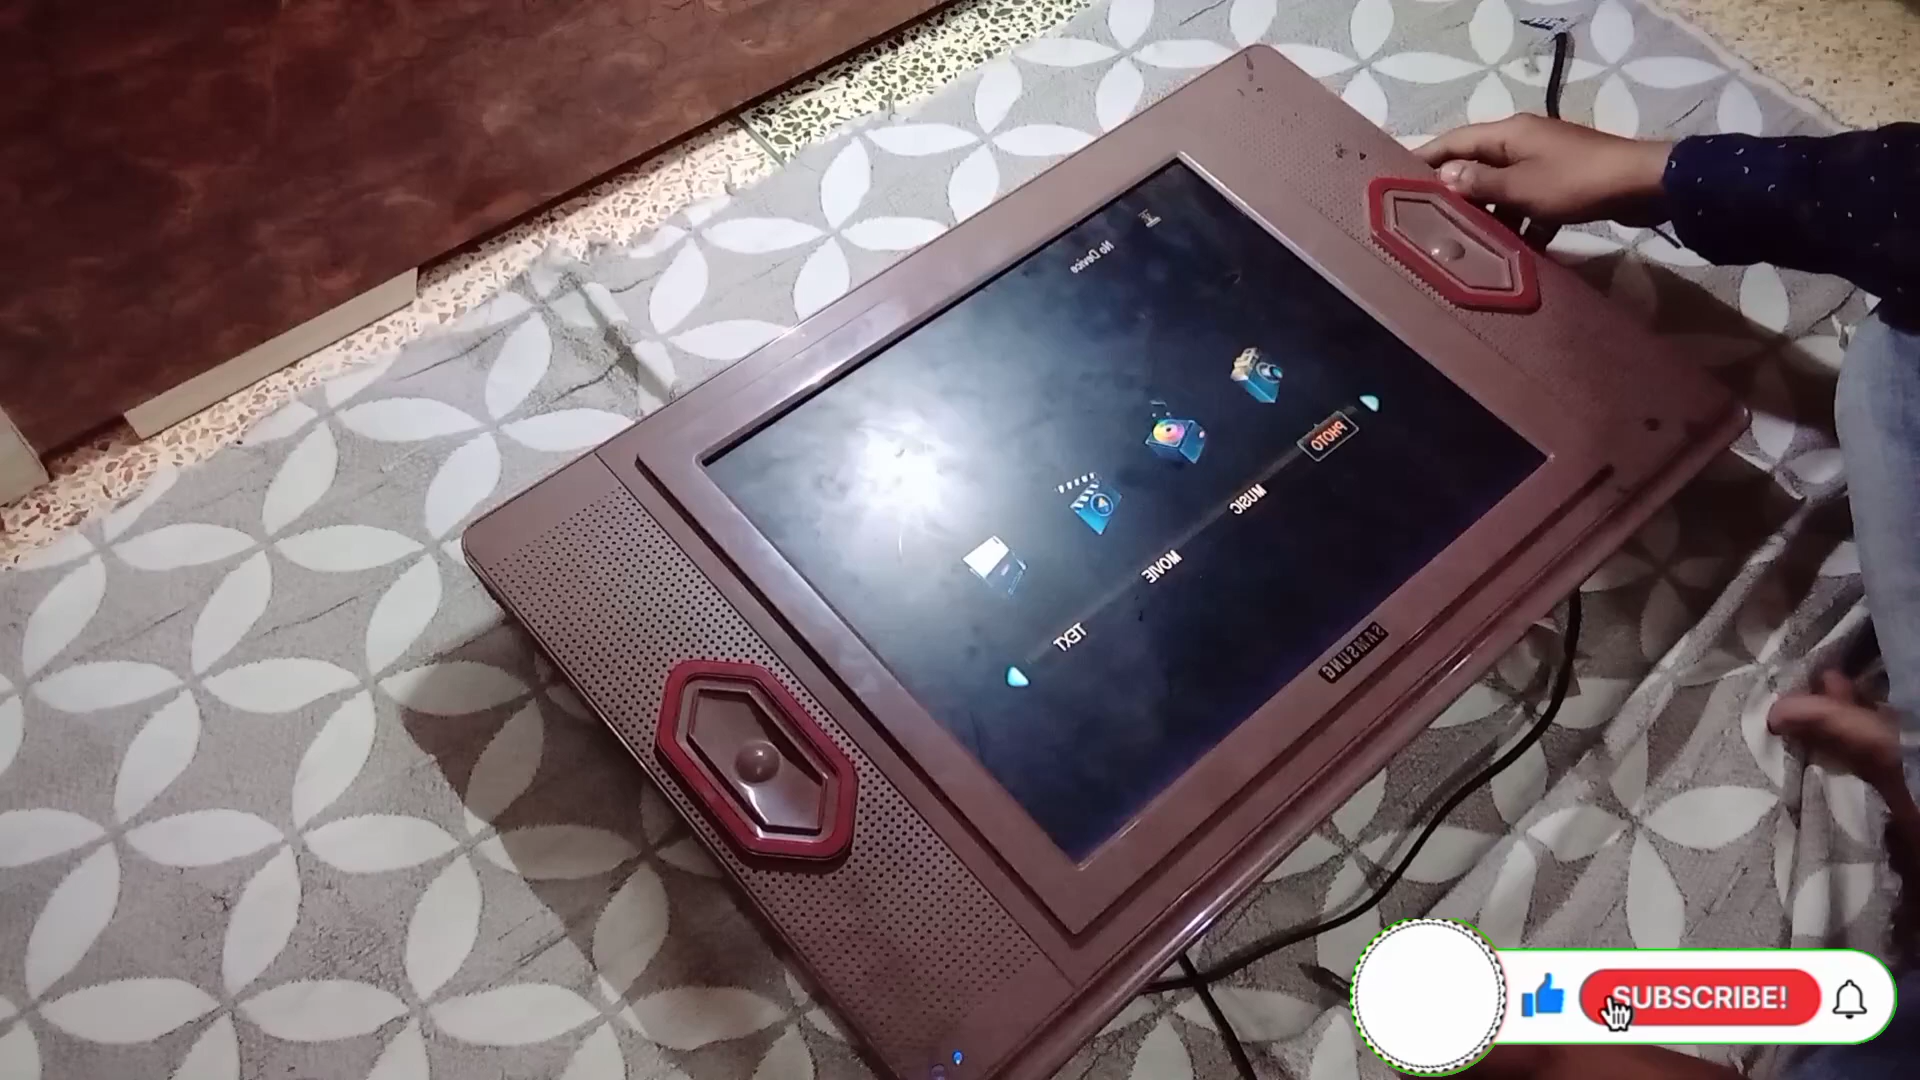 No Device
PHOTO
MUSIC
MOVIE
TEXT
SAMSUNG
SUBSCRIBE!